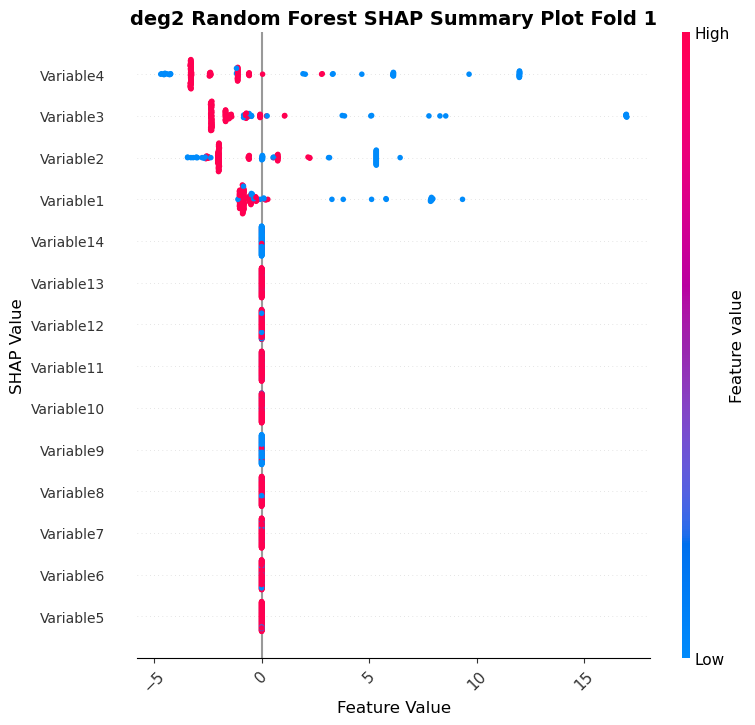 deg2 Random Forest SHAP Summary Plot Fold 1
High
Variable4
Variable3
Variable2
Variable1
Variable14
Variable13
Variable12
Variable11
Variable10
Variable9
Variable8
Variable7
Variable6
Variable5
SHAP Value
Feature value
Low
−5
0
5
10
15
Feature Value